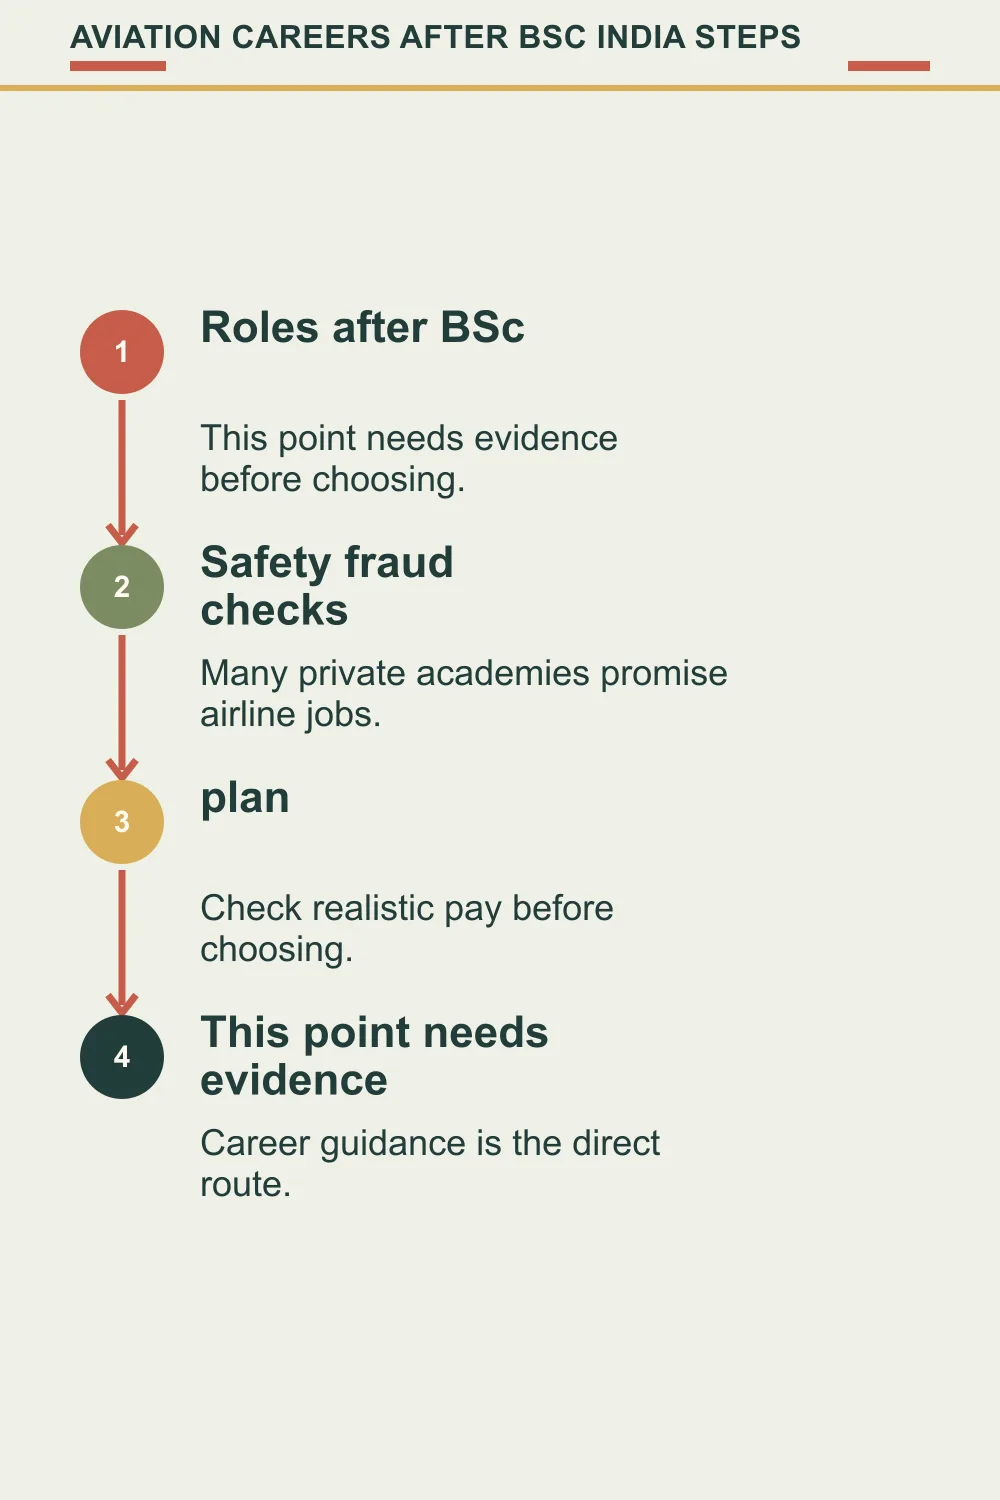 AVIATION CAREERS AFTER BSC INDIA STEPS
1
Roles after BSc
This point needs evidence
before choosing.
2
Safety fraud
checks
Many private academies promise
airline jobs.
3
plan
Check realistic pay before
choosing.
4
This point needs
evidence
Career guidance is the direct
route.